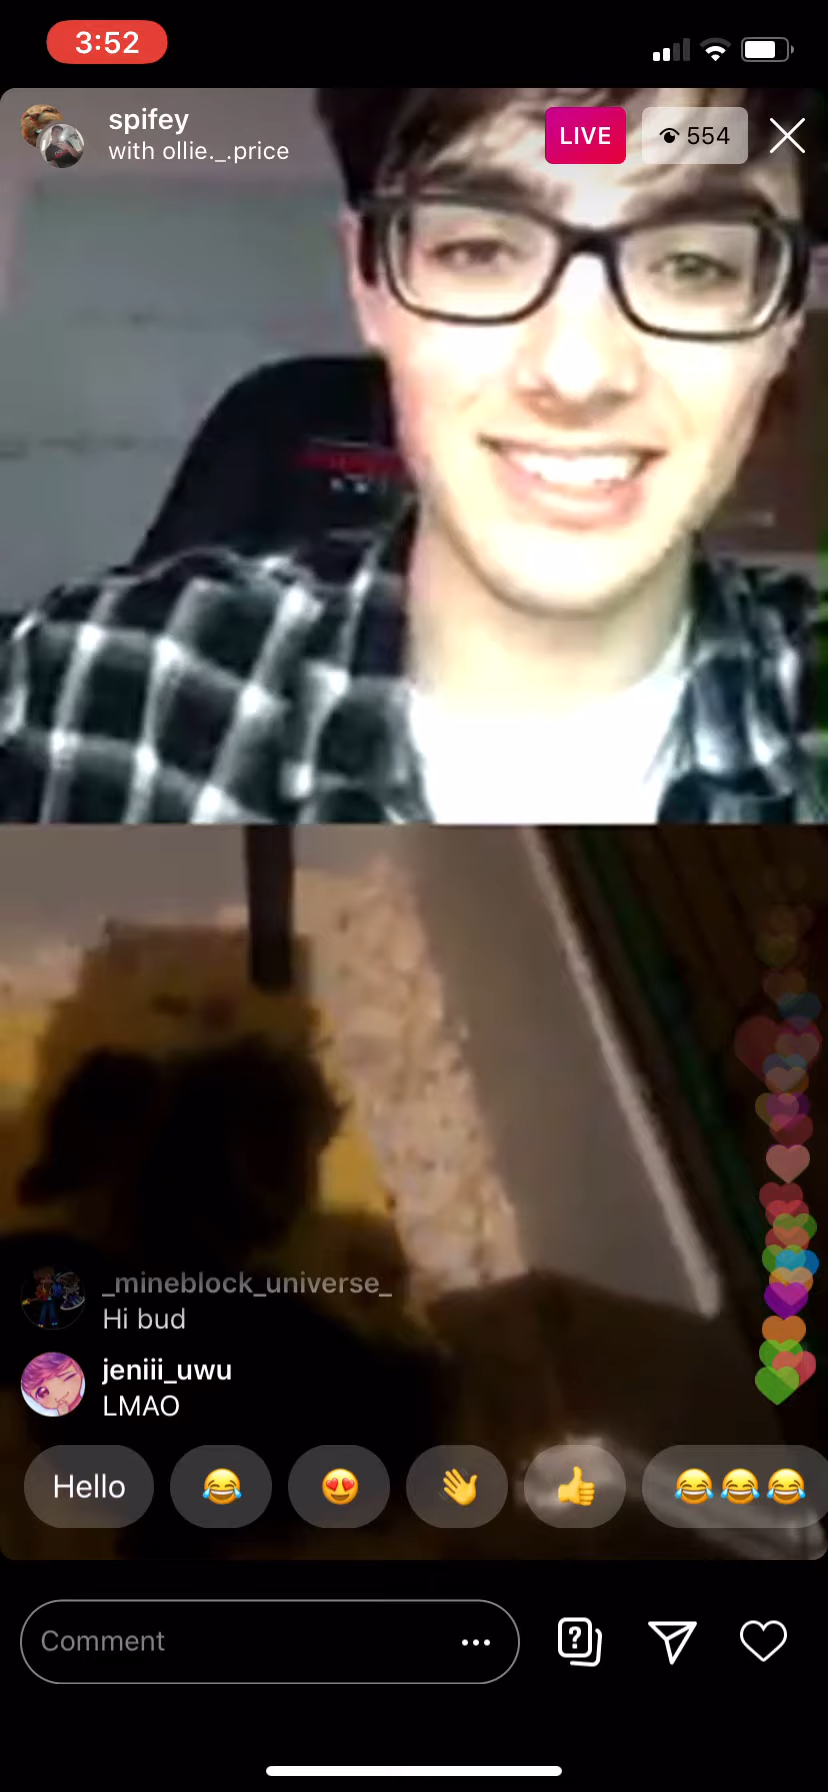 3:52
spifey
with ollie._.price
LIVE
554
_mineblock_universe_
Hi bud
jeniii_uwu
LMAO
Hello
Comment
?